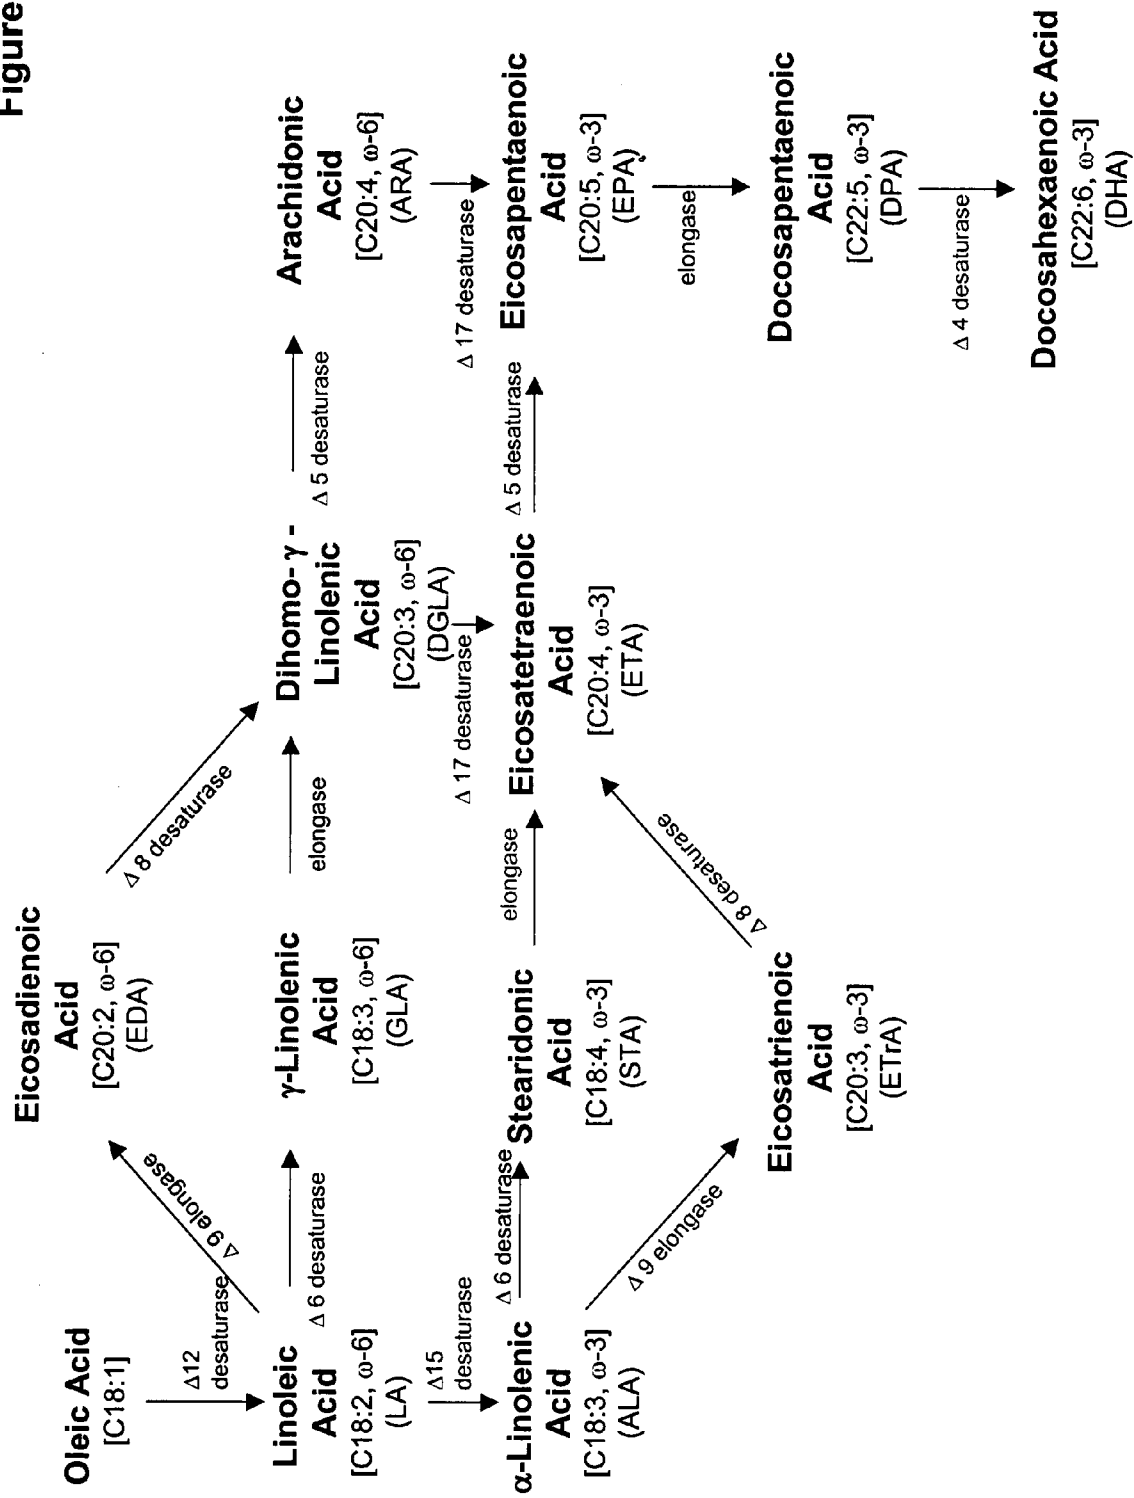 Figure
Oleic Acid
[C18:1]
Δ12
desaturase
Linoleic
Acid
[C18:2, ω-6]
(LA)
Δ15
desaturase
α-Linolenic
Acid
[C18:3, ω-3]
(ALA)
Δ 9 elongase
Δ 6 desaturase
Δ 6 desaturase
Δ 9 elongase
Eicosadienoic
Acid
[C20:2, ω-6]
(EDA)
γ-Linolenic
Acid
[C18:3, ω-6]
(GLA)
Stearidonic
Acid
[C18:4, ω-3]
(STA)
Eicosatrienoic
Acid
[C20:3, ω-3]
(ETrA)
Δ 8 desaturase
elongase
elongase
Δ 8 desaturase
Dihomo- γ -
Linolenic
Acid
[C20:3, ω-6]
(DGLA)
Δ 17 desaturase
Eicosatetraenoic
Acid
[C20:4, ω-3]
(ETA)
Δ 5 desaturase
Δ 5 desaturase
Arachidonic
Acid
[C20:4, ω-6]
(ARA)
Δ 17 desaturase
Eicosapentaenoic
Acid
[C20:5, ω-3]
(EPA)
elongase
Docosapentaenoic
Acid
[C22:5, ω-3]
(DPA)
Δ 4 desaturase
Docosahexaenoic Acid
[C22:6, ω-3]
(DHA)